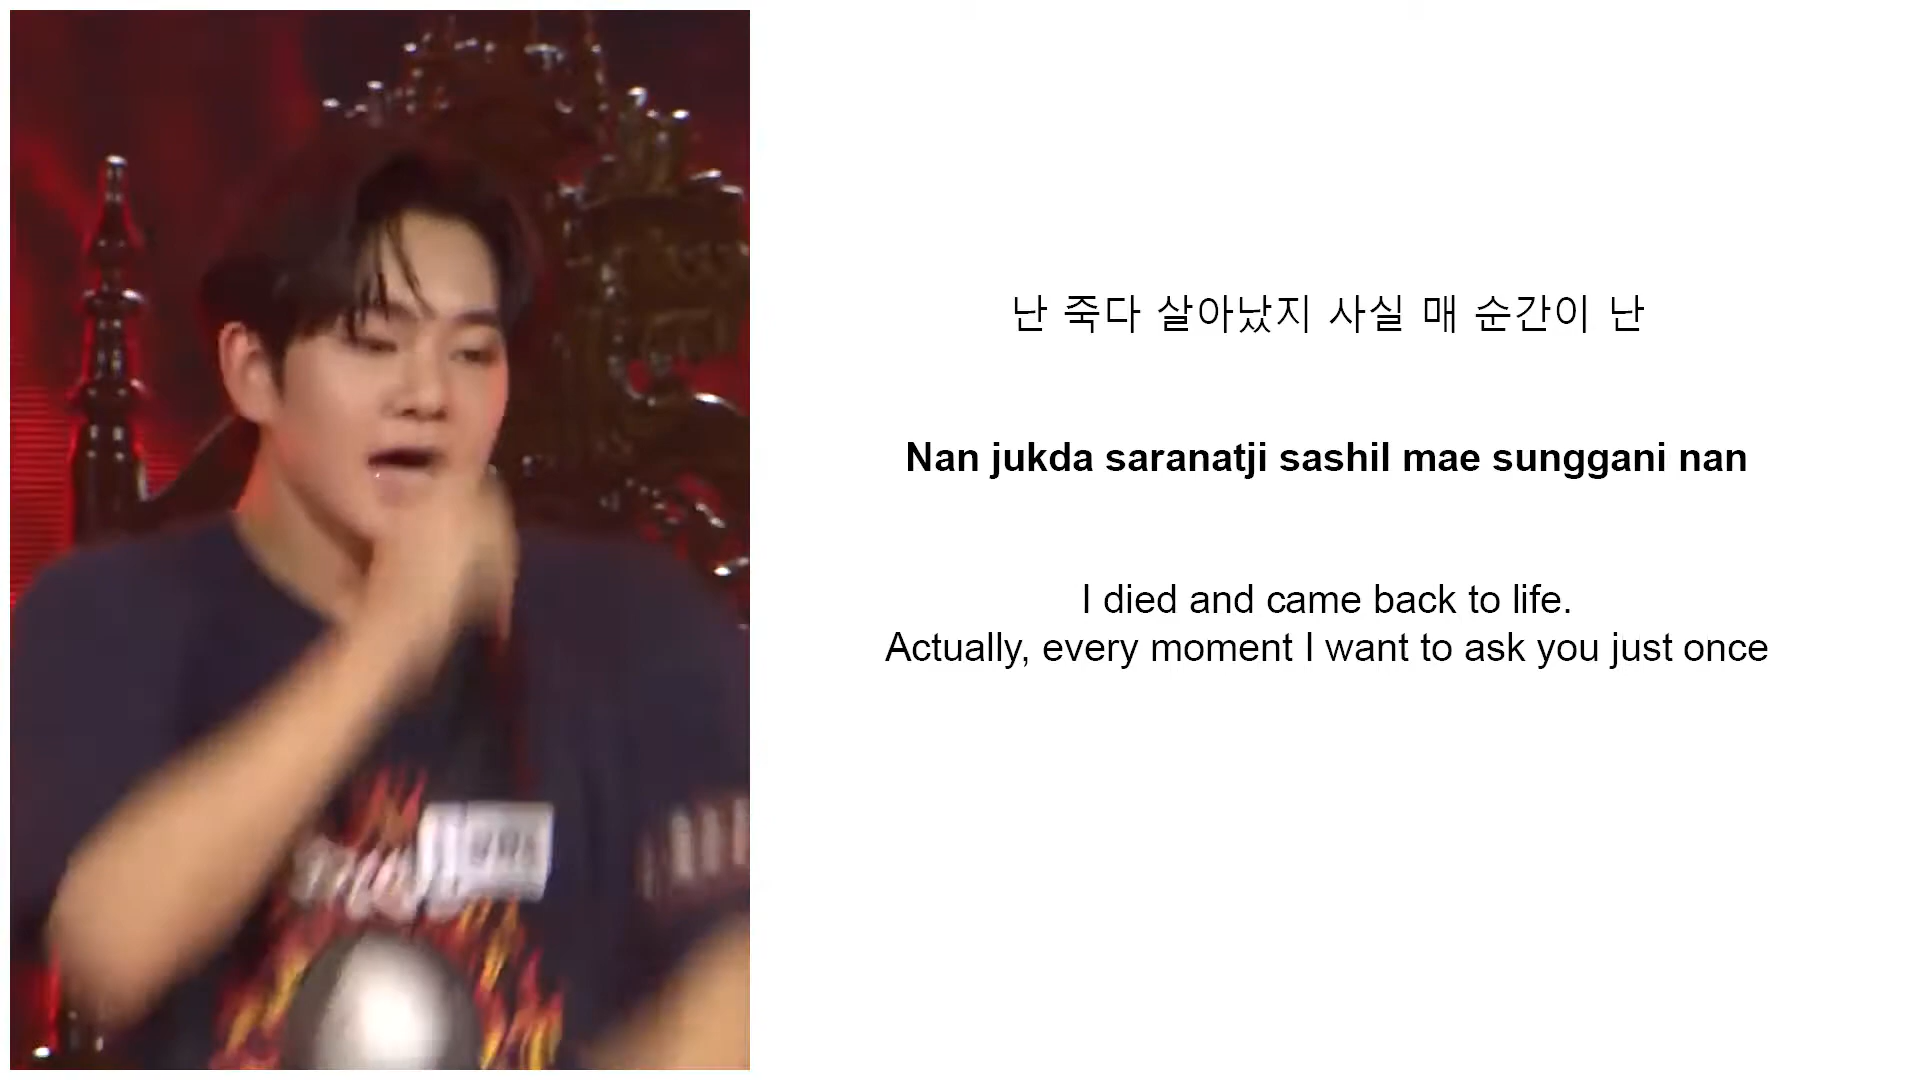 난 죽다 살아났지 사실 매 순간이 난
Nan jukda saranatji sashil mae sunggani nan
I died and came back to life.
Actually, every moment I want to ask you just once